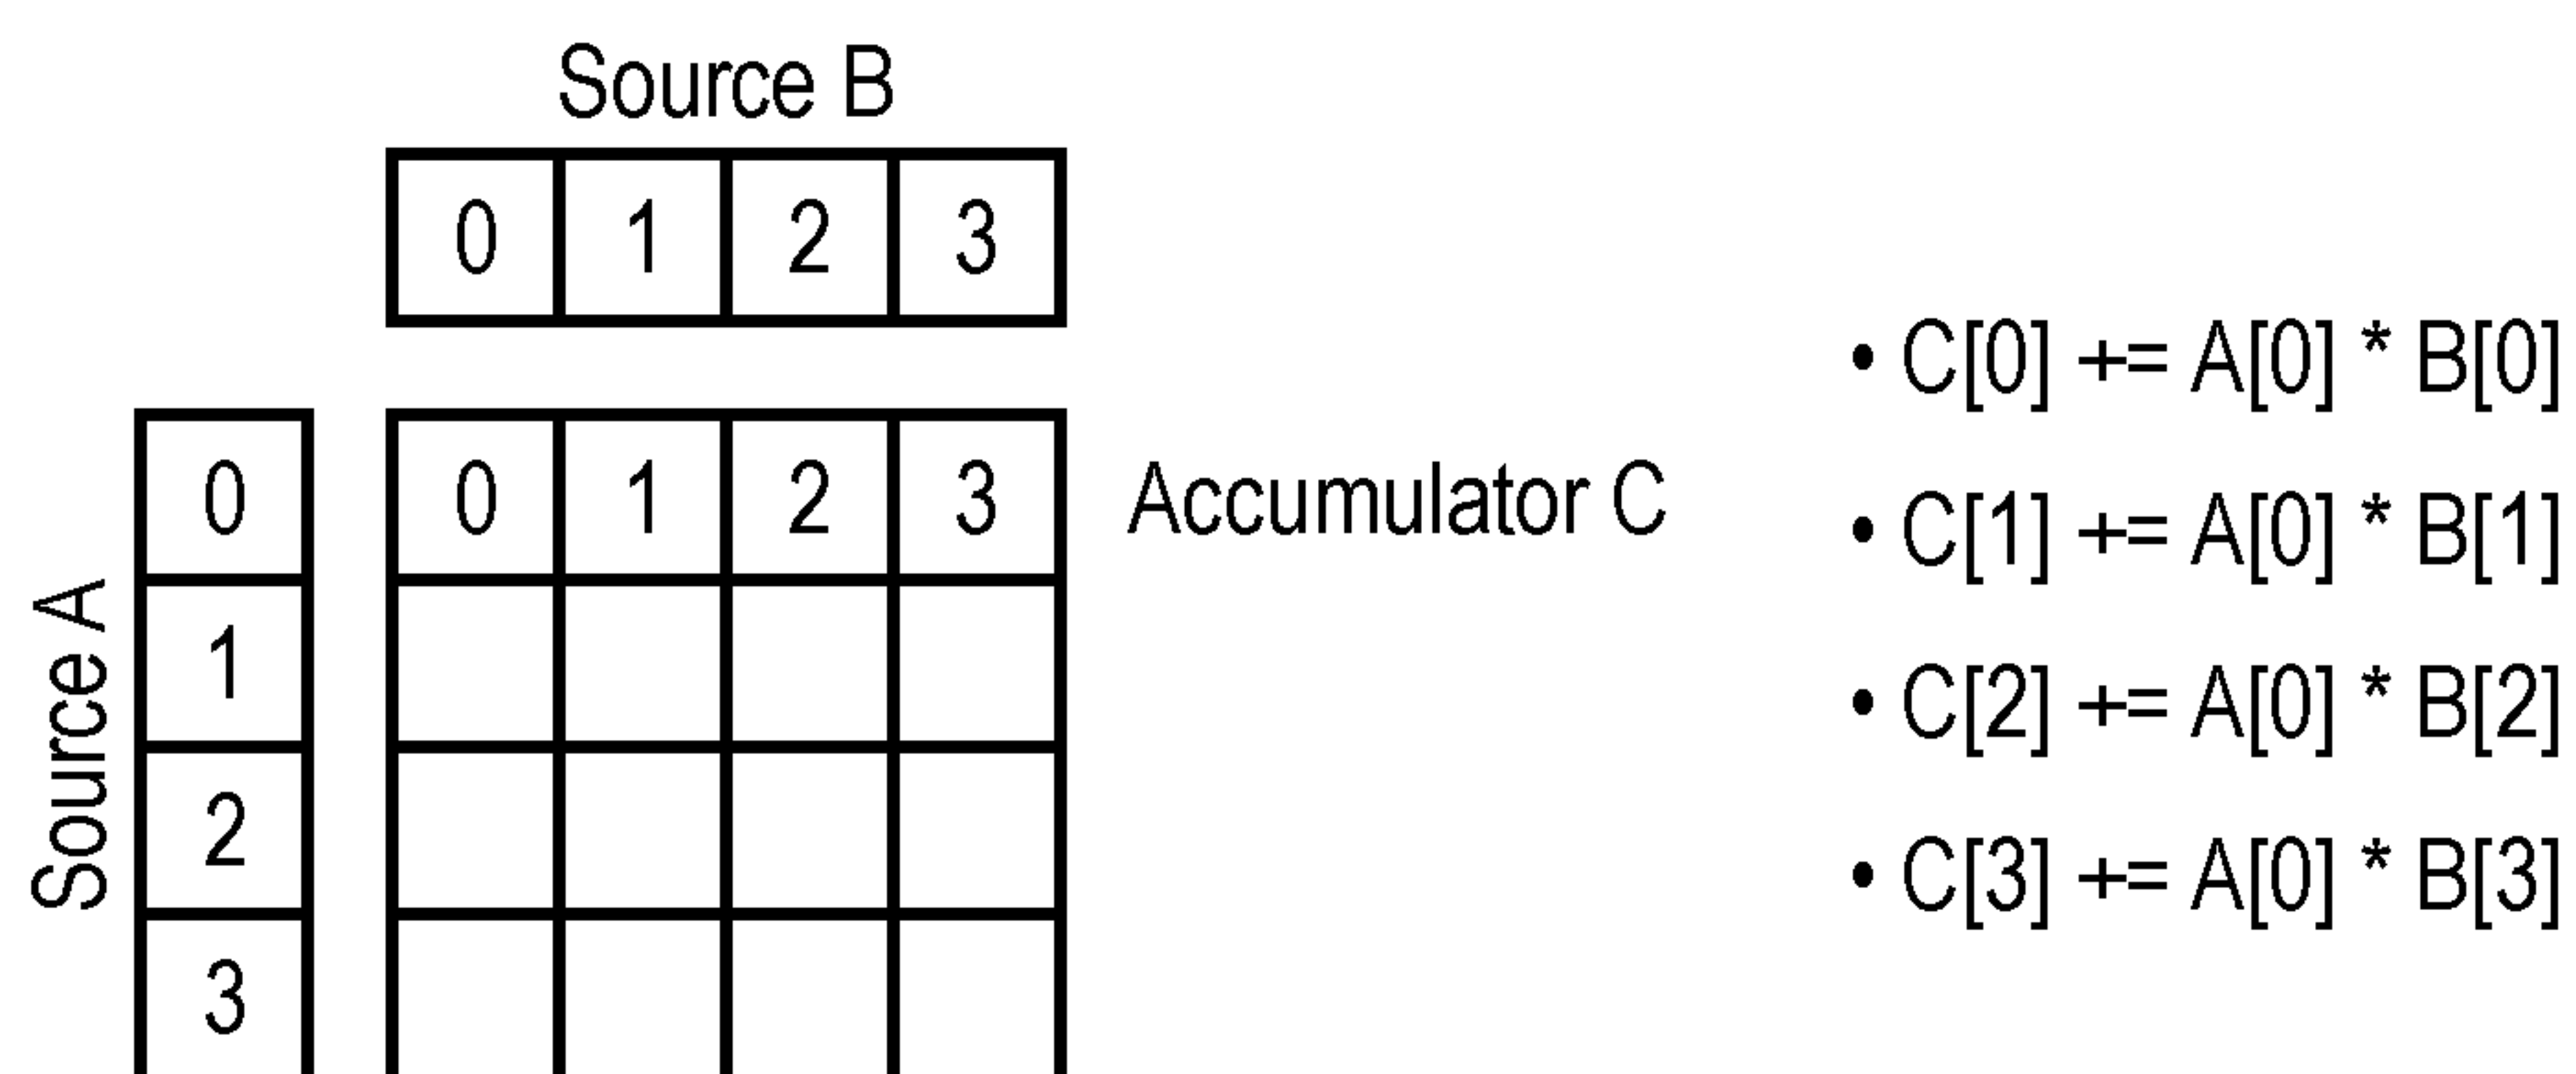 Source B
0 1 2 3
0 0 1 2 3 Accumulator C
Source A
1
2
3
• C[0] += A[0] * B[0]
• C[1] += A[0] * B[1]
• C[2] += A[0] * B[2]
• C[3] += A[0] * B[3]